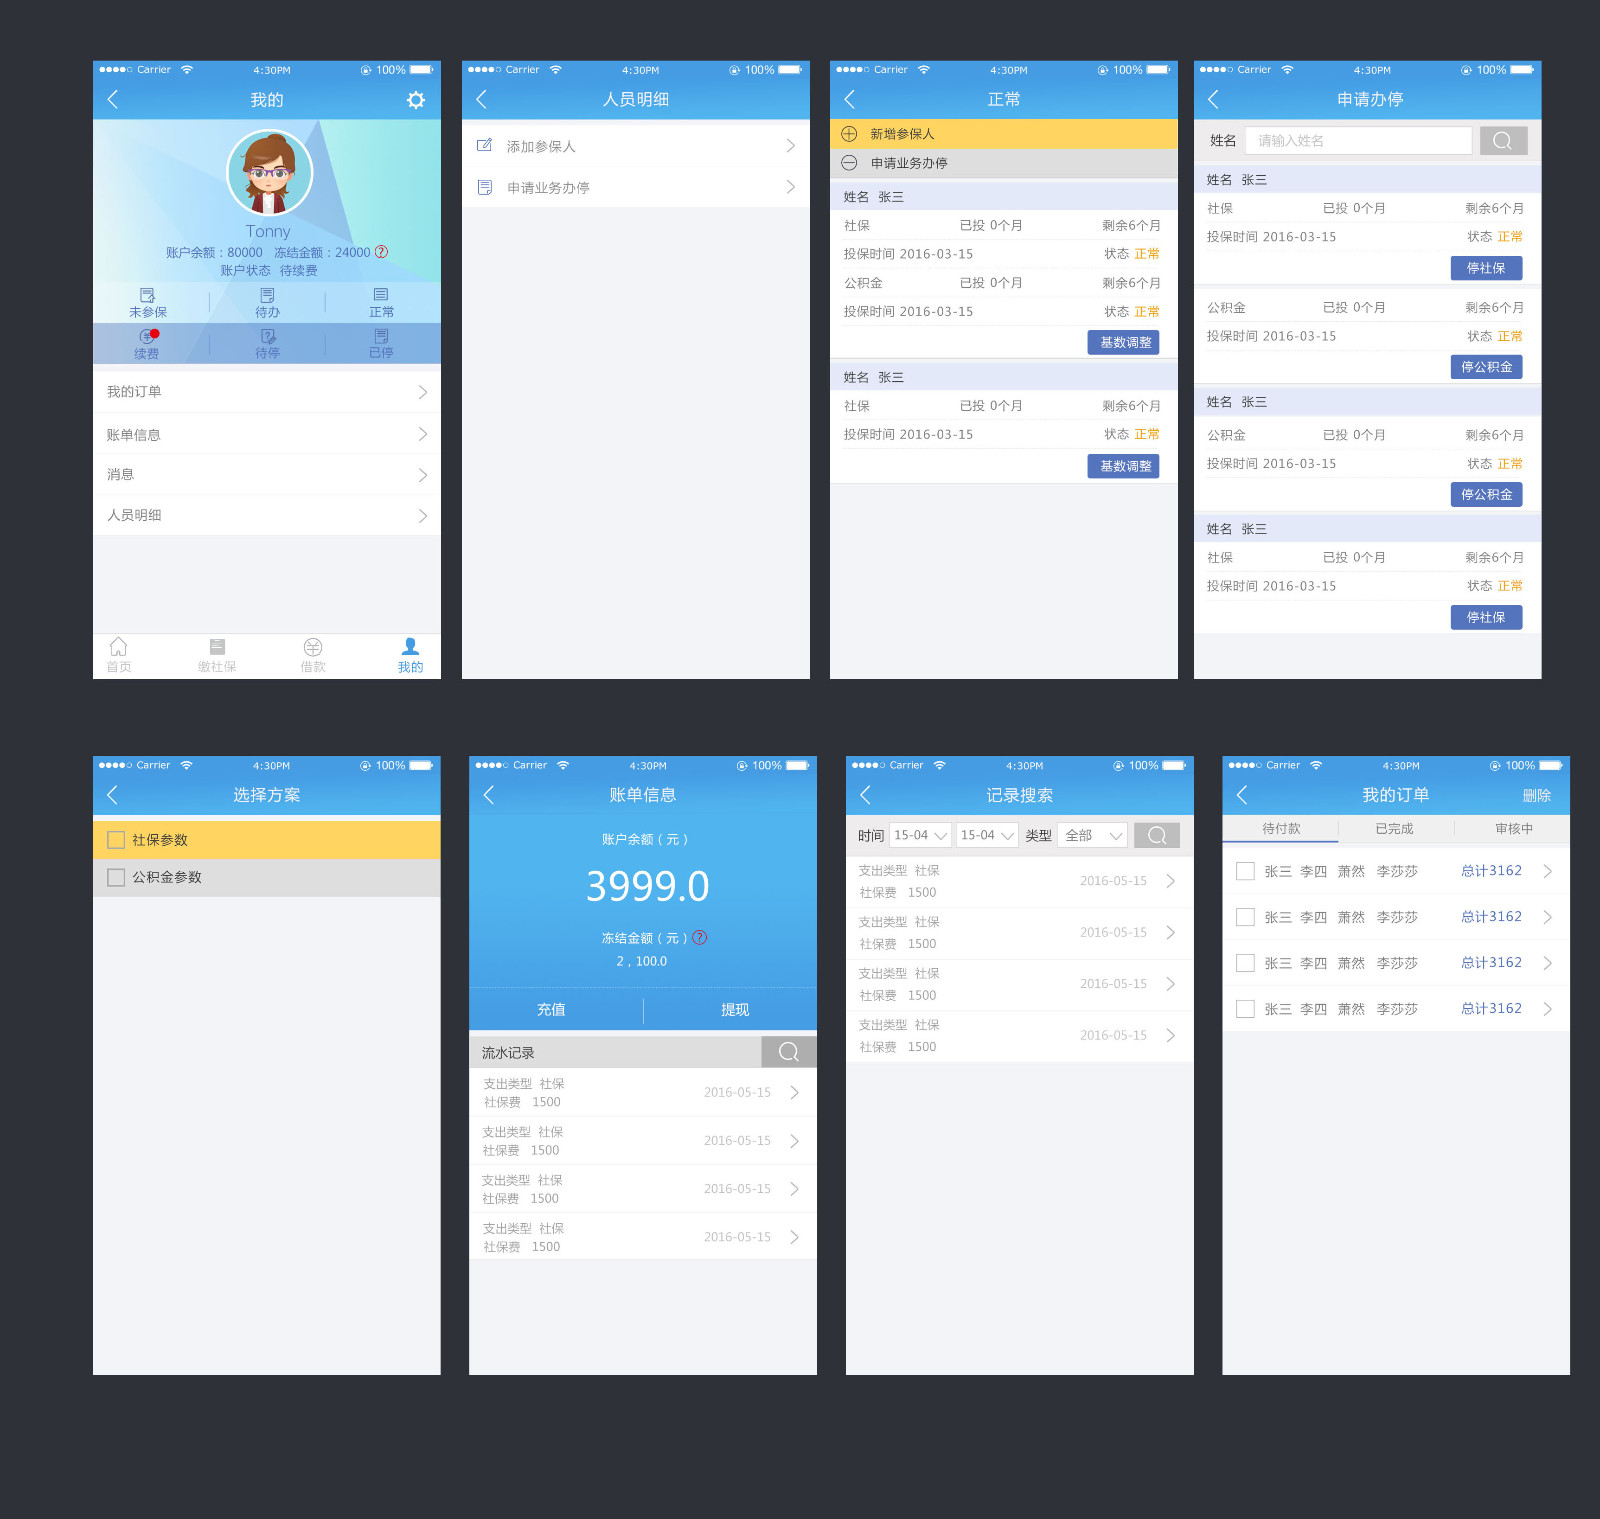 Carrier 4:30PM 100%
我的
Tonny
账户余额：80000 冻结金额：24000 ?
账户状态 待续费
未参保 待办 正常
续费 待停 已停
我的订单
账单信息
消息
人员明细
首页 缴社保 借款 我的
Carrier 4:30PM 100%
人员明细
添加参保人
申请业务办停
Carrier 4:30PM 100%
正常
新增参保人
申请业务办停
姓名 张三
社保 已投 0个月 剩余6个月
投保时间 2016-03-15 状态 正常
公积金 已投 0个月 剩余6个月
投保时间 2016-03-15 状态 正常
基数调整
姓名 张三
社保 已投 0个月 剩余6个月
投保时间 2016-03-15 状态 正常
基数调整
Carrier 4:30PM 100%
申请办停
姓名 请输入姓名
姓名 张三
社保 已投 0个月 剩余6个月
投保时间 2016-03-15 状态 正常
停社保
公积金 已投 0个月 剩余6个月
投保时间 2016-03-15 状态 正常
停公积金
姓名 张三
公积金 已投 0个月 剩余6个月
投保时间 2016-03-15 状态 正常
停公积金
姓名 张三
社保 已投 0个月 剩余6个月
投保时间 2016-03-15 状态 正常
停社保
Carrier 4:30PM 100%
选择方案
社保参数
公积金参数
Carrier 4:30PM 100%
账单信息
账户余额（元）
3999.0
冻结金额（元）?
2，100.0
充值 提现
流水记录
支出类型 社保
社保费 1500 2016-05-15
支出类型 社保
社保费 1500 2016-05-15
支出类型 社保
社保费 1500 2016-05-15
支出类型 社保
社保费 1500 2016-05-15
Carrier 4:30PM 100%
记录搜索
时间 15-04 15-04 类型 全部
支出类型 社保
社保费 1500 2016-05-15
支出类型 社保
社保费 1500 2016-05-15
支出类型 社保
社保费 1500 2016-05-15
支出类型 社保
社保费 1500 2016-05-15
Carrier 4:30PM 100%
我的订单 删除
待付款 已完成 审核中
张三 李四 萧然 李莎莎 总计3162
张三 李四 萧然 李莎莎 总计3162
张三 李四 萧然 李莎莎 总计3162
张三 李四 萧然 李莎莎 总计3162